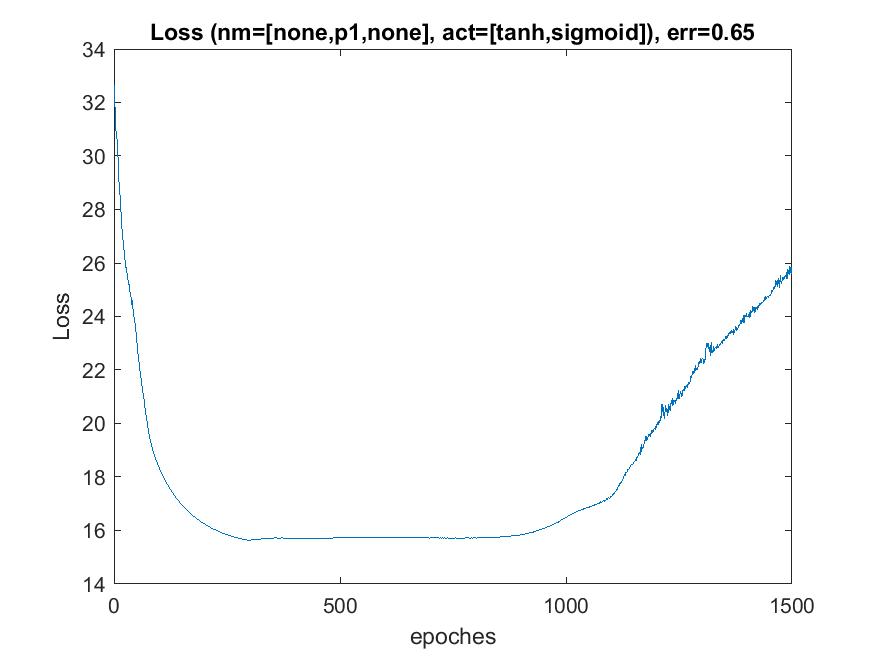 Loss (nm=[none,p1,none], act=[tanh,sigmoid]), err=0.65
34
32
30
28
26
24
22
20
18
16
14
Loss
0 500 1000 1500
epoches